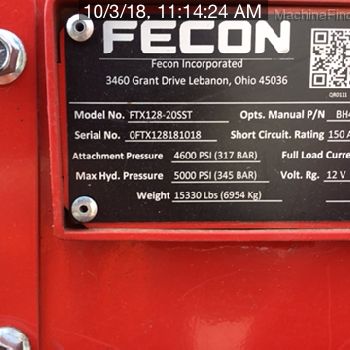 10/3/18, 11:14:24 AM
MachineFind
FECON
Fecon Incorporated
3460 Grant Drive Lebanon, Ohio 45036
QR0111
Model No. FTX128-20SST Opts. Manual P/N BH4
Serial No. 0FTX128181018 Short Circuit. Rating 150 A
Attachment Pressure 4600 PSI (317 BAR) Full Load Curre
Max Hyd. Pressure 5000 PSI (345 BAR) Volt. Rg. 12 V
Weight 15330 Lbs (6954 Kg)